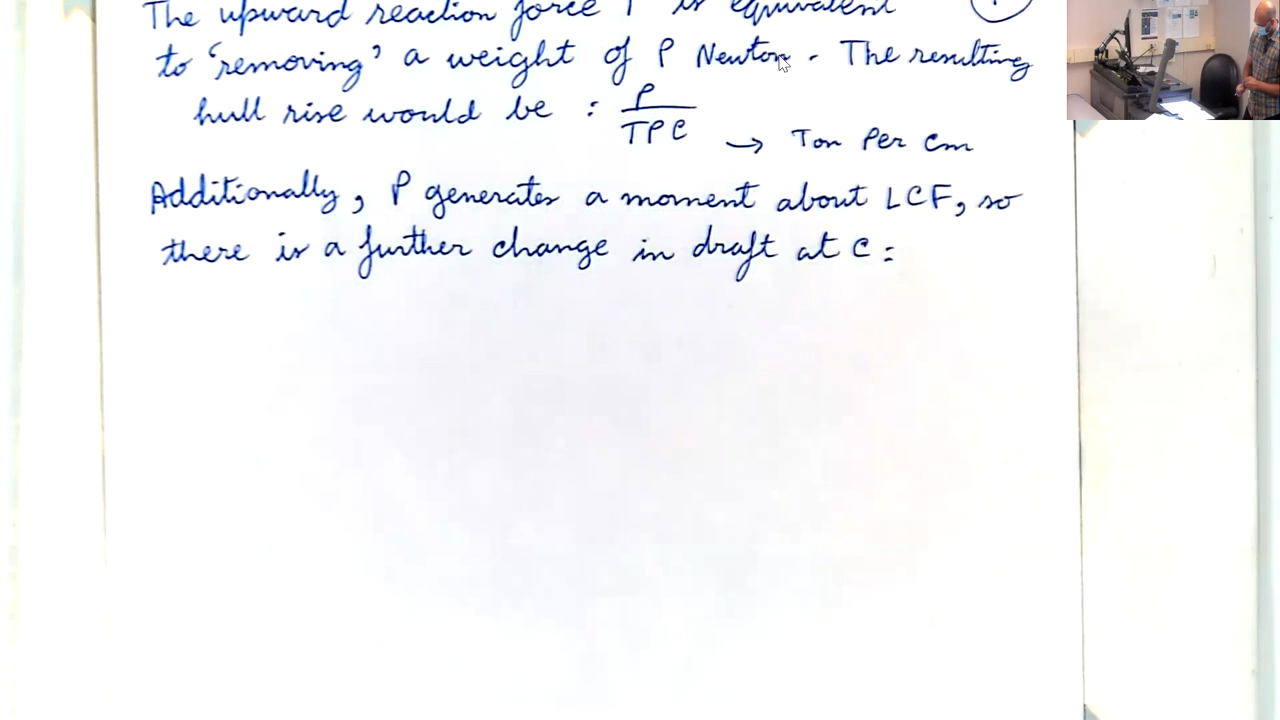 The upward reaction force P is equivalent
to 'removing' a weight of P Newton. The resulting
hull rise would be : P
TPC
→ Ton Per Cm
Additionally, P generates a moment about LCF, so
there is a further change in draft at C: